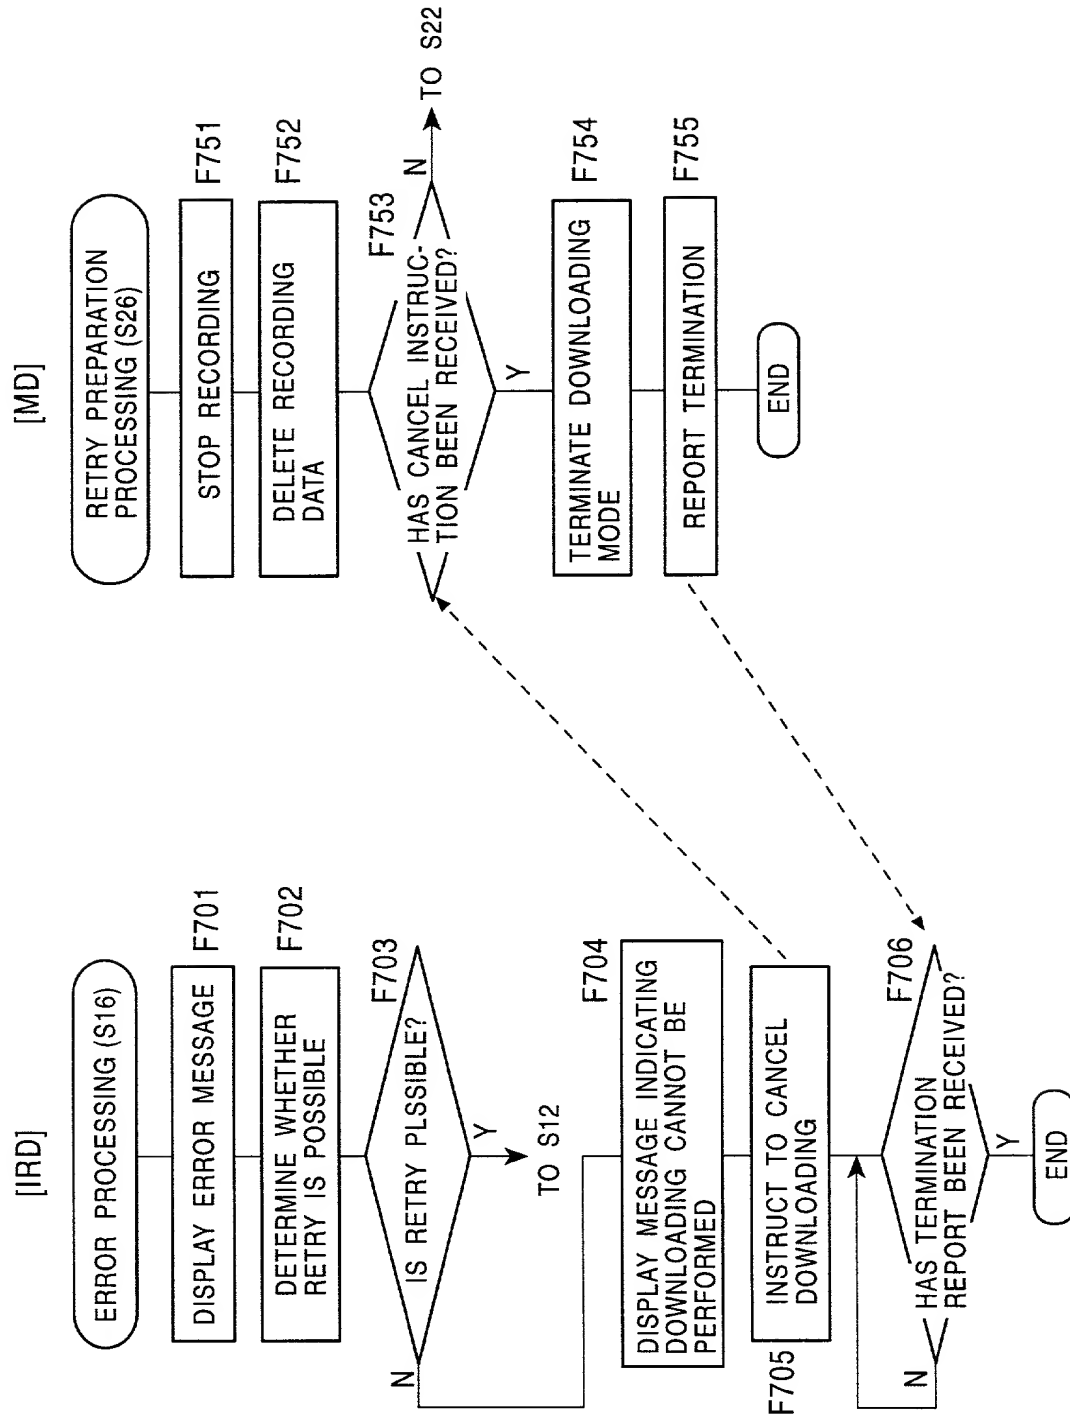 [IRD]
ERROR PROCESSING (S16)
DISPLAY ERROR MESSAGE
F701
DETERMINE WHETHER
RETRY IS POSSIBLE
F702
IS RETRY PLSSIBLE?
F703
N
Y
TO S12
DISPLAY MESSAGE INDICATING
DOWNLOADING CANNOT BE
PERFORMED
F704
INSTRUCT TO CANCEL
DOWNLOADING
F705
HAS TERMINATION
REPORT BEEN RECEIVED?
F706
N
Y
END
[MD]
RETRY PREPARATION
PROCESSING (S26)
STOP RECORDING
F751
DELETE RECORDING
DATA
F752
HAS CANCEL INSTRUC-
TION BEEN RECEIVED?
F753
N
TO S22
Y
TERMINATE DOWNLOADING
MODE
F754
REPORT TERMINATION
F755
END